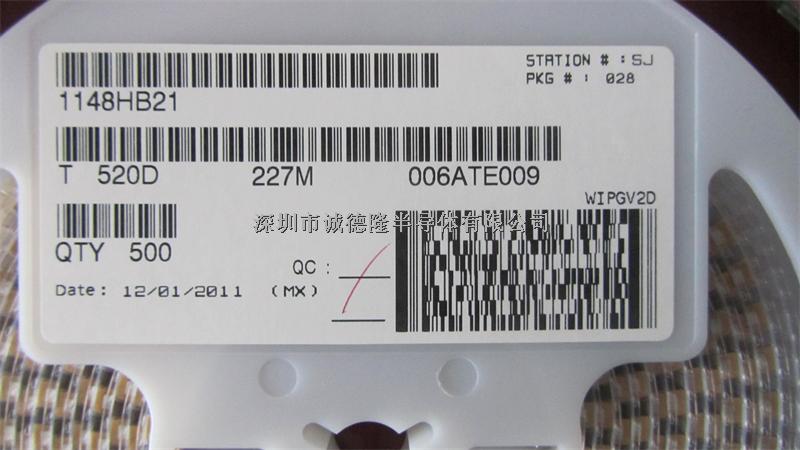 STATION # : SJ
PKG # : 028
1148HB21
T 520D 227M 006ATE009
WIPGV2D
深圳市诚德隆半导体有限公司
QTY 500
QC :
Date: 12/01/2011 (MX)